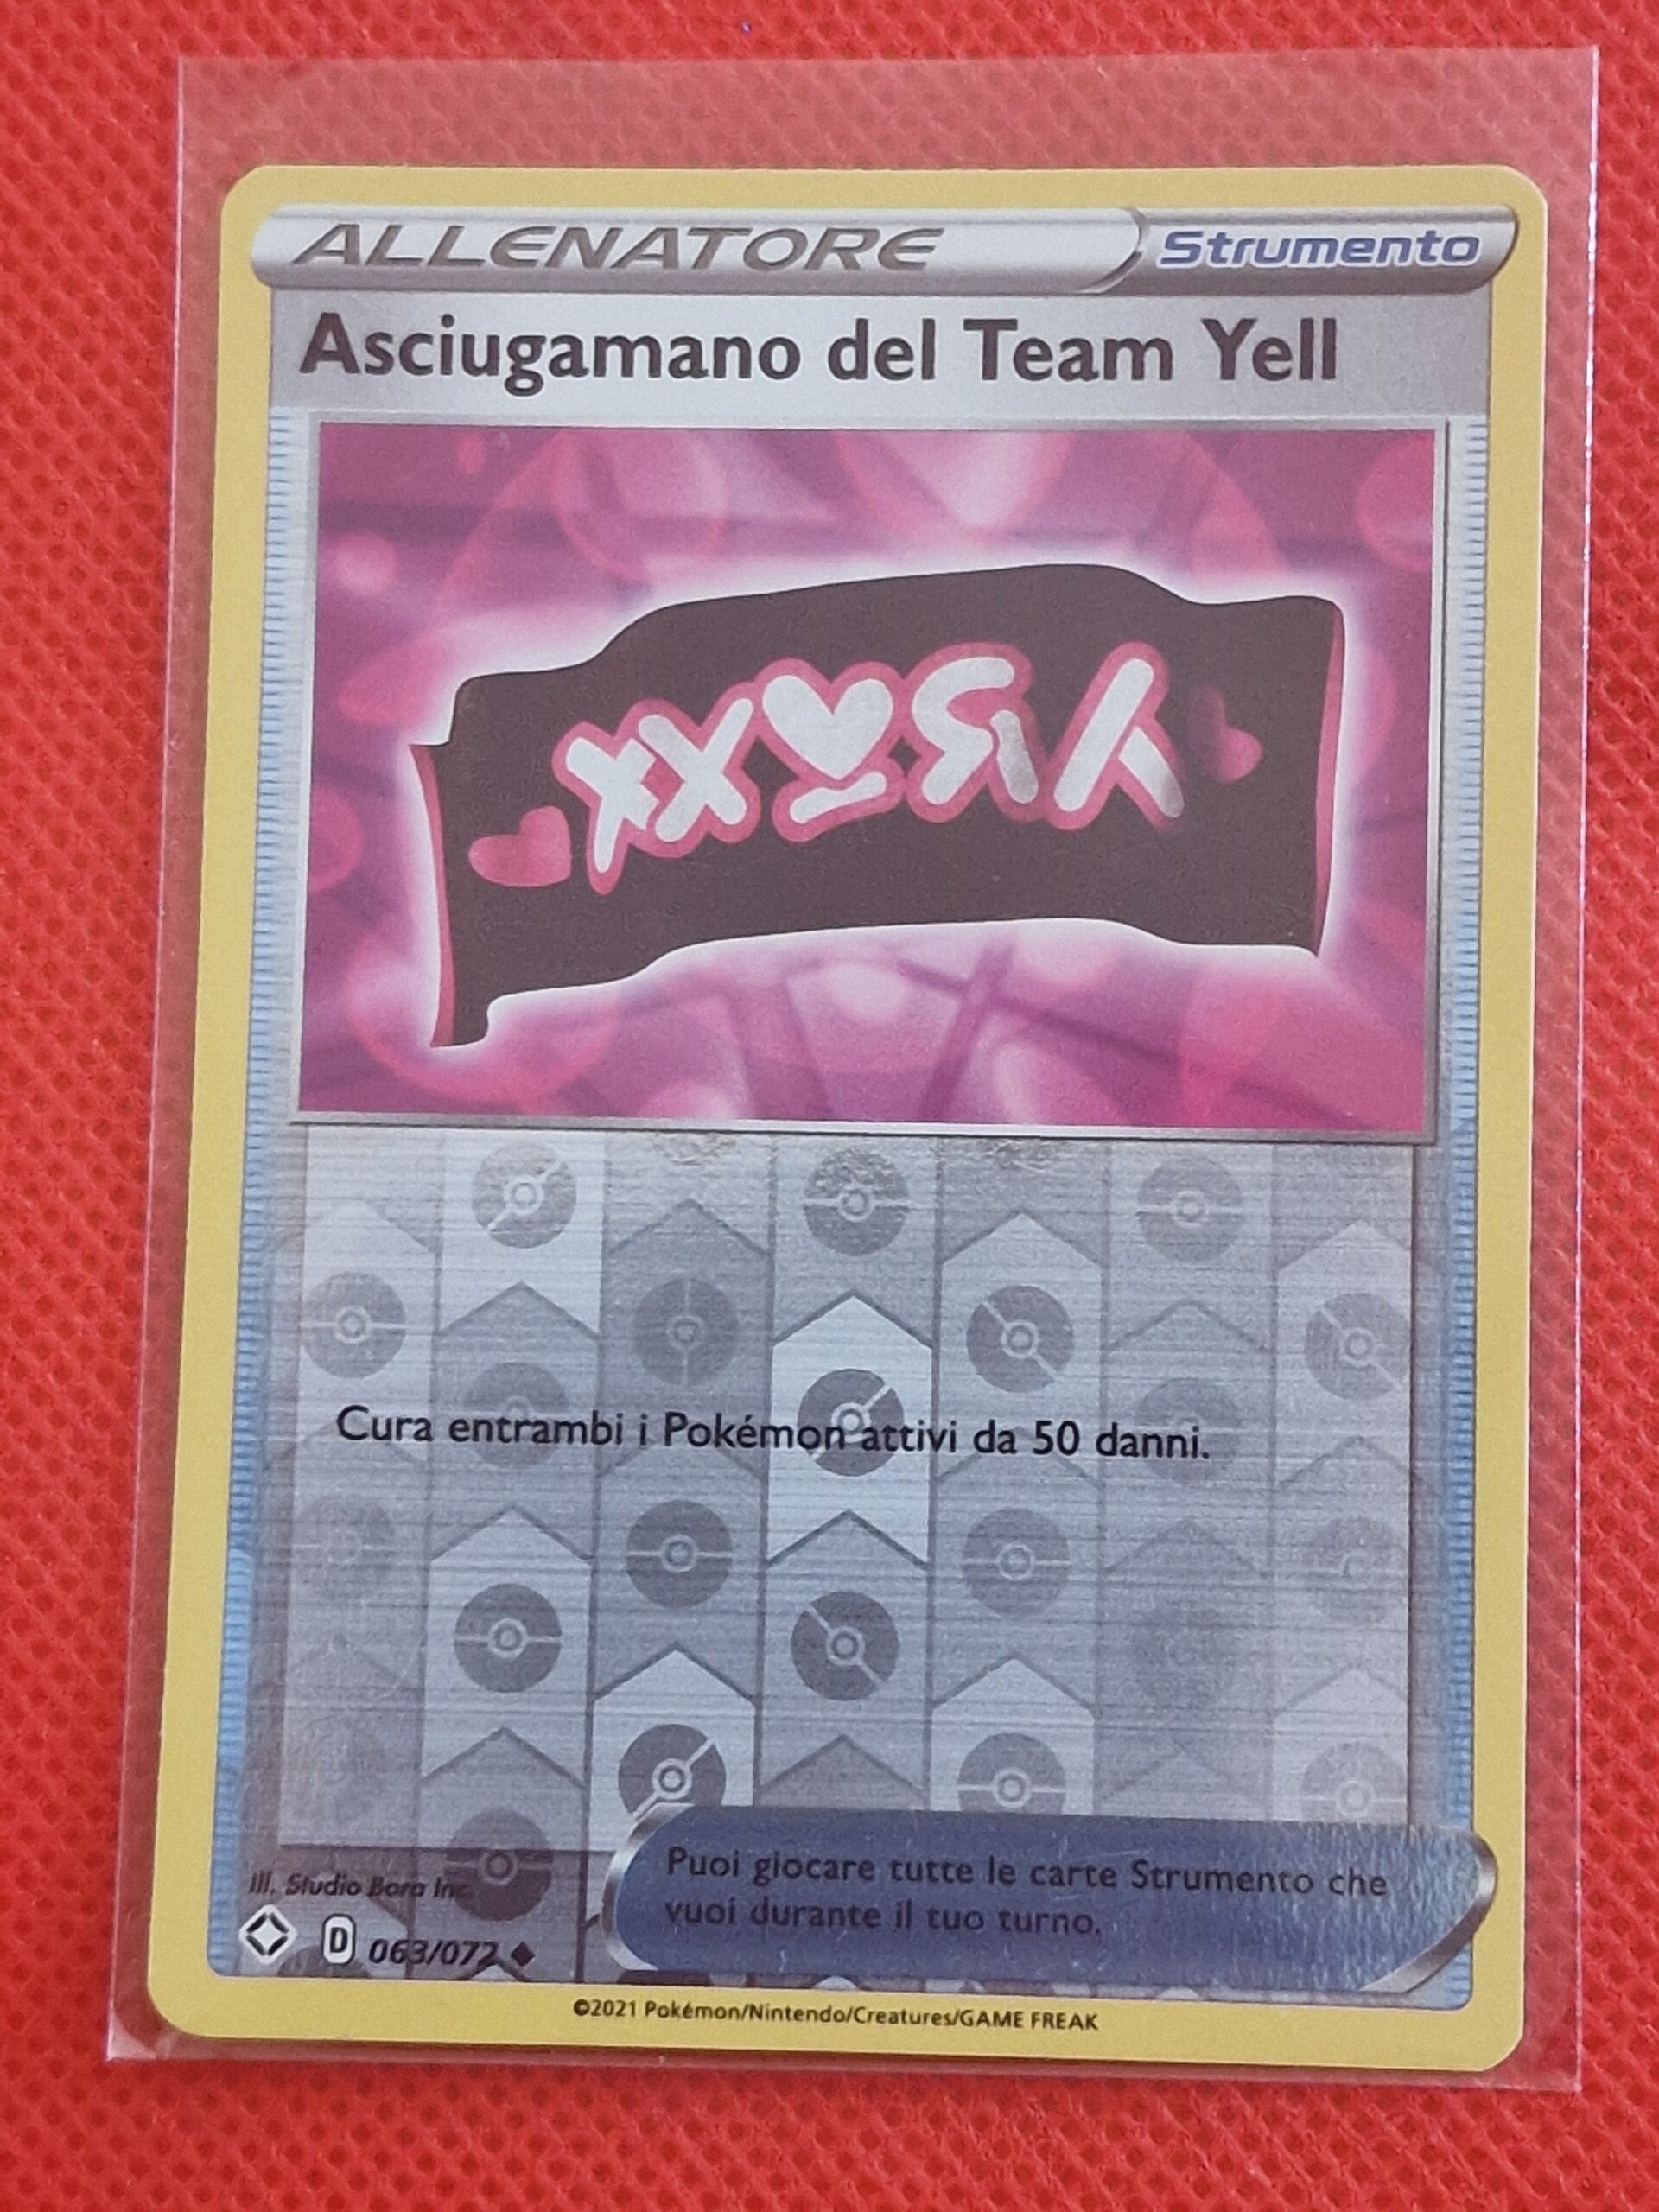 ALLENATORE Strumento
Asciugamano del Team Yell
Cura entrambi i Pokémon attivi da 50 danni.
Puoi giocare tutte le carte Strumento che
vuoi durante il tuo turno.
Ill. Studio Bora Inc.
D 063/072
©2021 Pokémon/Nintendo/Creatures/GAME FREAK